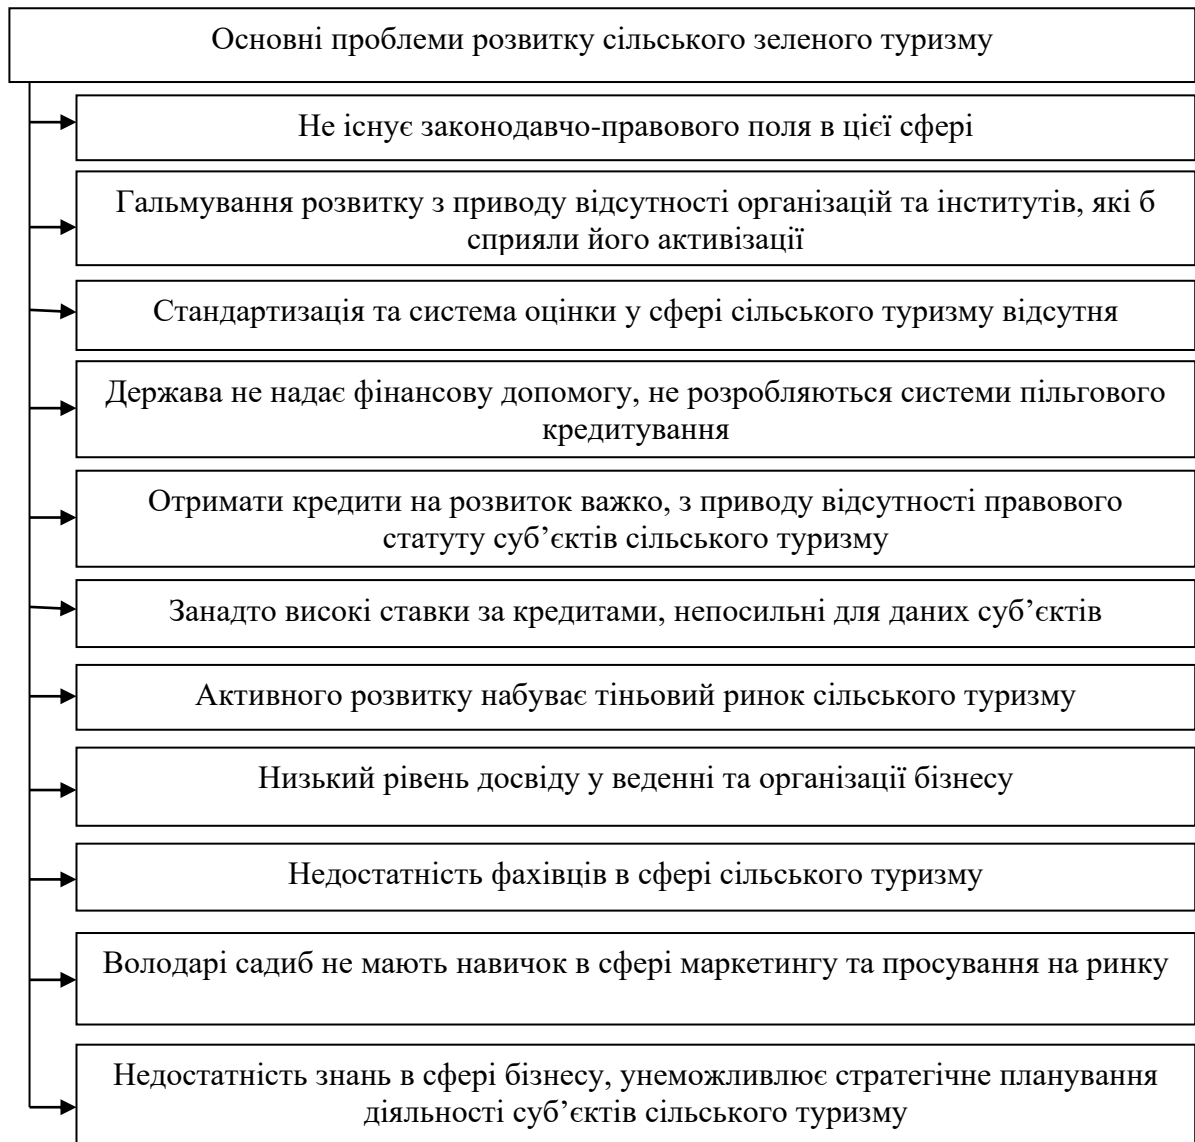 Основні проблеми розвитку сільського зеленого туризму
Не існує законодавчо-правового поля в цієї сфері
Гальмування розвитку з приводу відсутності організацій та інститутів, які б
сприяли його активізації
Стандартизація та система оцінки у сфері сільського туризму відсутня
Держава не надає фінансову допомогу, не розробляються системи пільгового
кредитування
Отримати кредити на розвиток важко, з приводу відсутності правового
статуту суб’єктів сільського туризму
Занадто високі ставки за кредитами, непосильні для даних суб’єктів
Активного розвитку набуває тіньовий ринок сільського туризму
Низький рівень досвіду у веденні та організації бізнесу
Недостатність фахівців в сфері сільського туризму
Володарі садиб не мають навичок в сфері маркетингу та просування на ринку
Недостатність знань в сфері бізнесу, унеможливлює стратегічне планування
діяльності суб’єктів сільського туризму